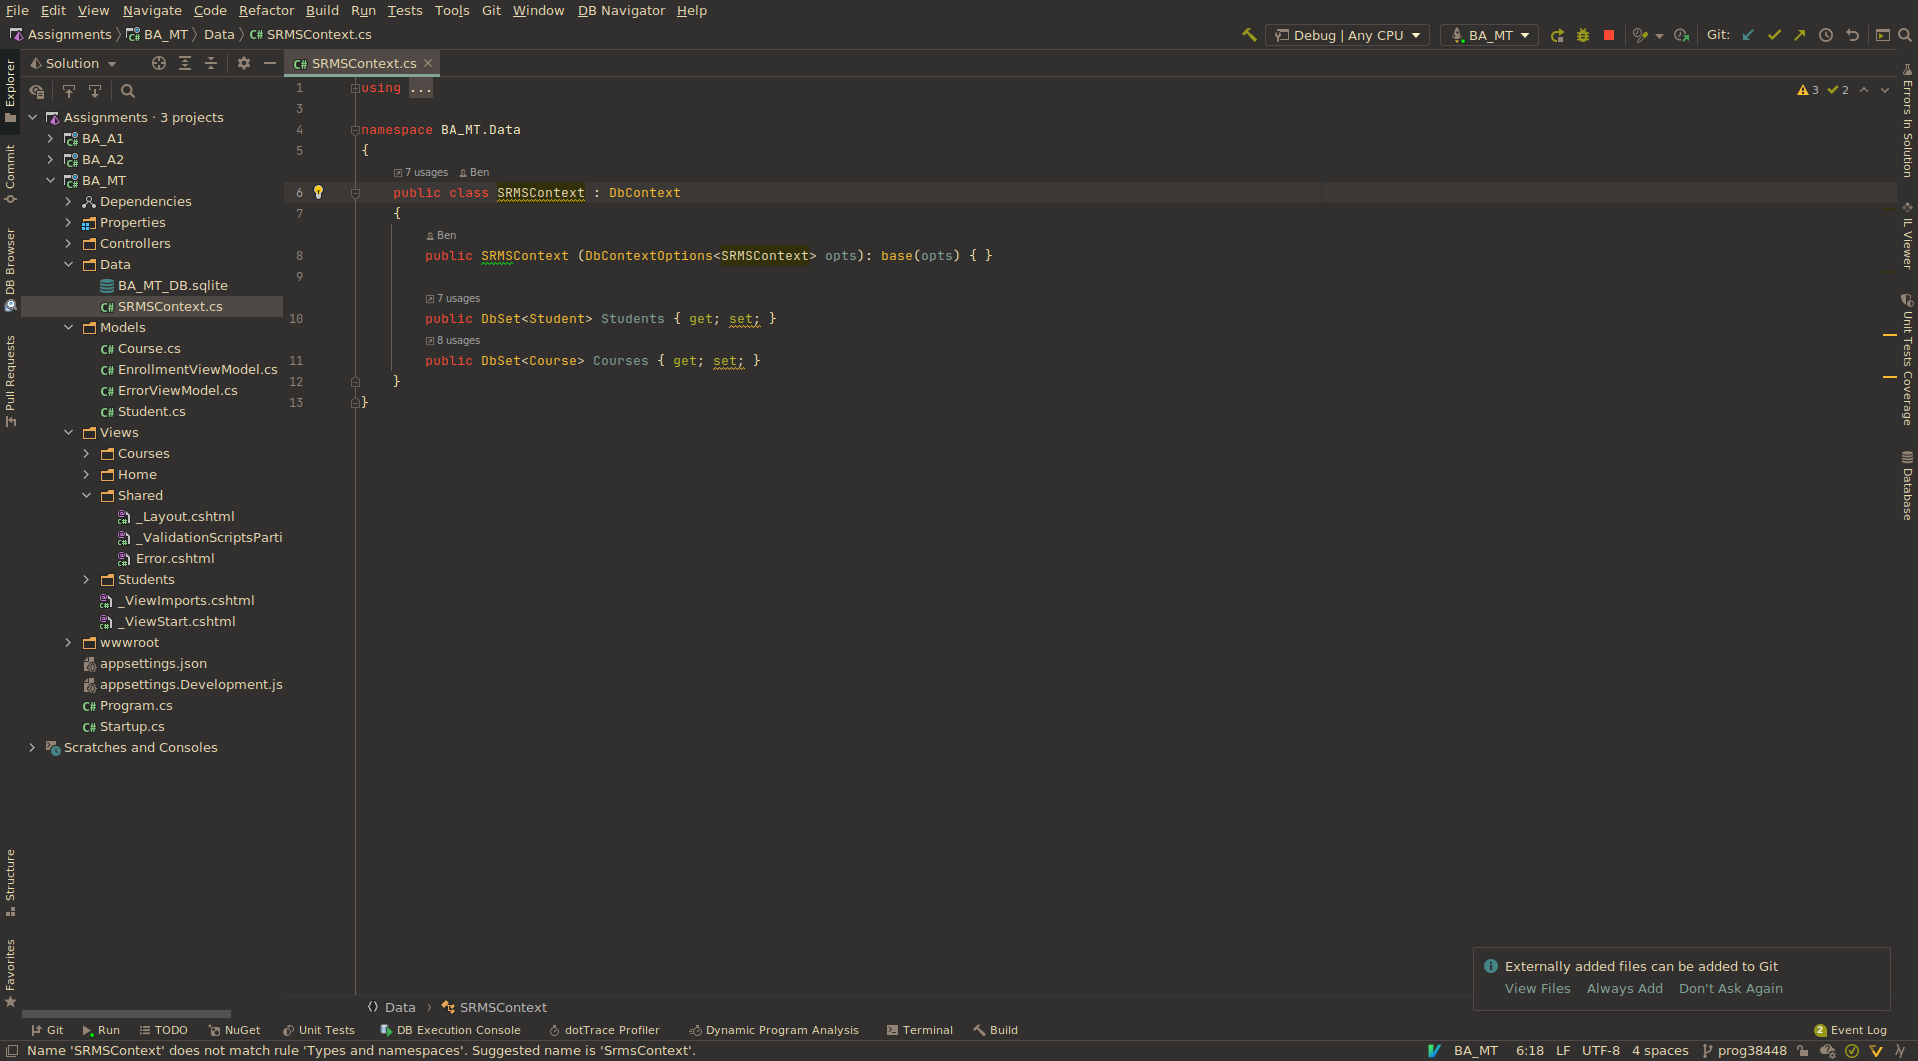 File Edit View Navigate Code Refactor Build Run Tests Tools Git Window DB Navigator Help
Assignments BA_MT Data C# SRMSContext.cs
Debug | Any CPU BA_MT Git:
Solution
C# SRMSContext.cs
Explorer
Commit
DB Browser
Pull Requests
Structure
Favorites
Assignments · 3 projects
BA_A1
BA_A2
BA_MT
Dependencies
Properties
Controllers
Data
BA_MT_DB.sqlite
C# SRMSContext.cs
Models
C# Course.cs
C# EnrollmentViewModel.cs
C# ErrorViewModel.cs
C# Student.cs
Views
Courses
Home
Shared
_Layout.cshtml
_ValidationScriptsParti
Error.cshtml
Students
_ViewImports.cshtml
_ViewStart.cshtml
wwwroot
appsettings.json
appsettings.Development.js
C# Program.cs
C# Startup.cs
Scratches and Consoles
1 using ...
3
4 namespace BA_MT.Data
5 {
7 usages Ben
6 public class SRMSContext : DbContext
7 {
Ben
8 public SRMSContext (DbContextOptions<SRMSContext> opts): base(opts) { }
9
7 usages
10 public DbSet<Student> Students { get; set; }
8 usages
11 public DbSet<Course> Courses { get; set; }
12 }
13 }
3 2
Errors In Solution
IL Viewer
Unit Tests Coverage
Database
Externally added files can be added to Git
View Files Always Add Don't Ask Again
Data › SRMSContext
Git Run TODO NuGet Unit Tests DB Execution Console dotTrace Profiler Dynamic Program Analysis Terminal Build 2 Event Log
Name 'SRMSContext' does not match rule 'Types and namespaces'. Suggested name is 'SrmsContext'. BA_MT 6:18 LF UTF-8 4 spaces prog38448